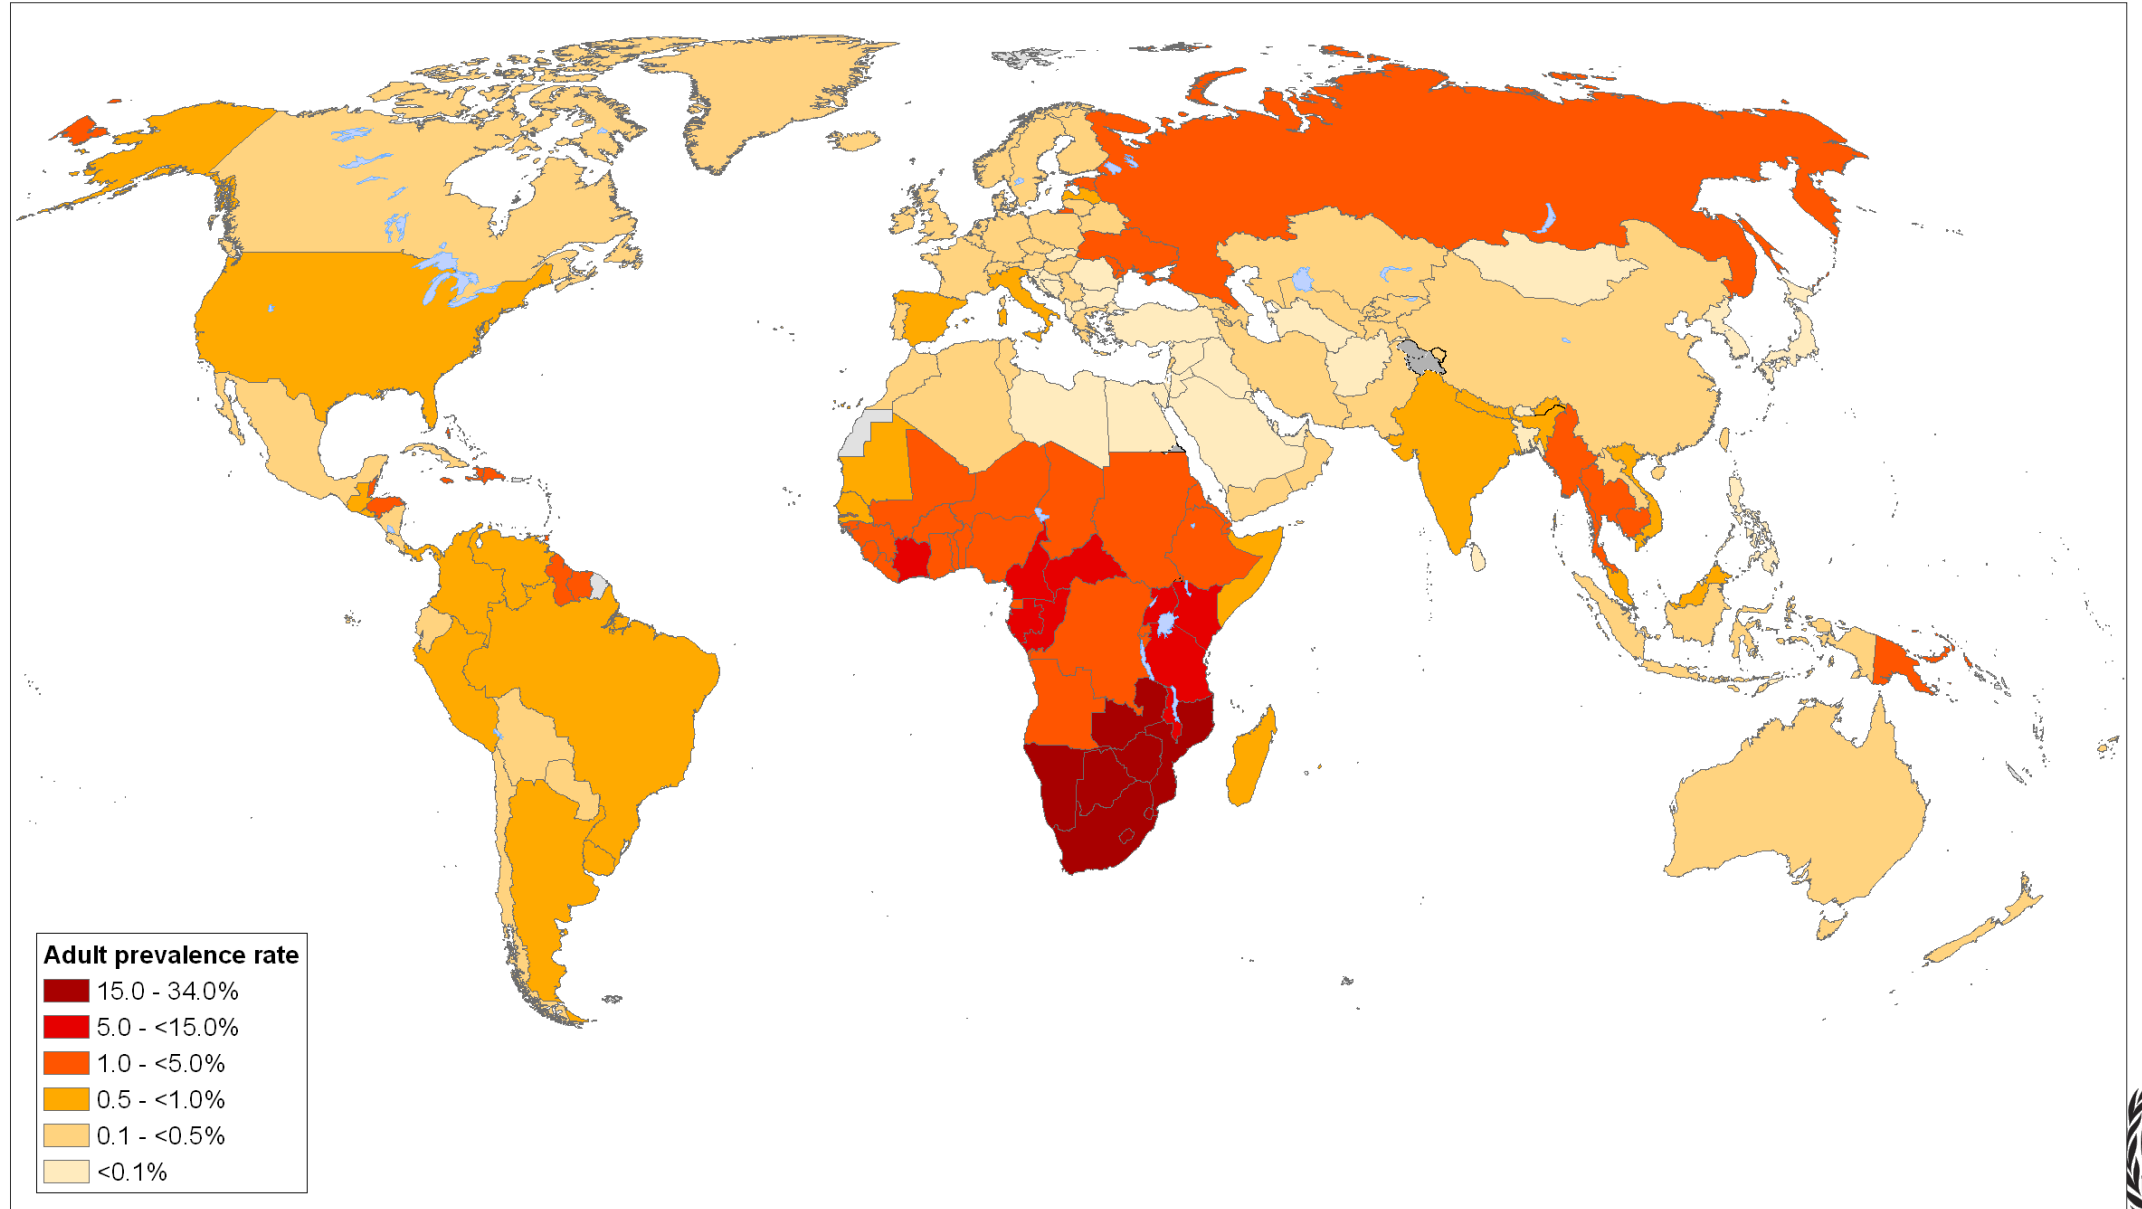 Adult prevalence rate
15.0 - 34.0%
5.0 - <15.0%
1.0 - <5.0%
0.5 - <1.0%
0.1 - <0.5%
<0.1%